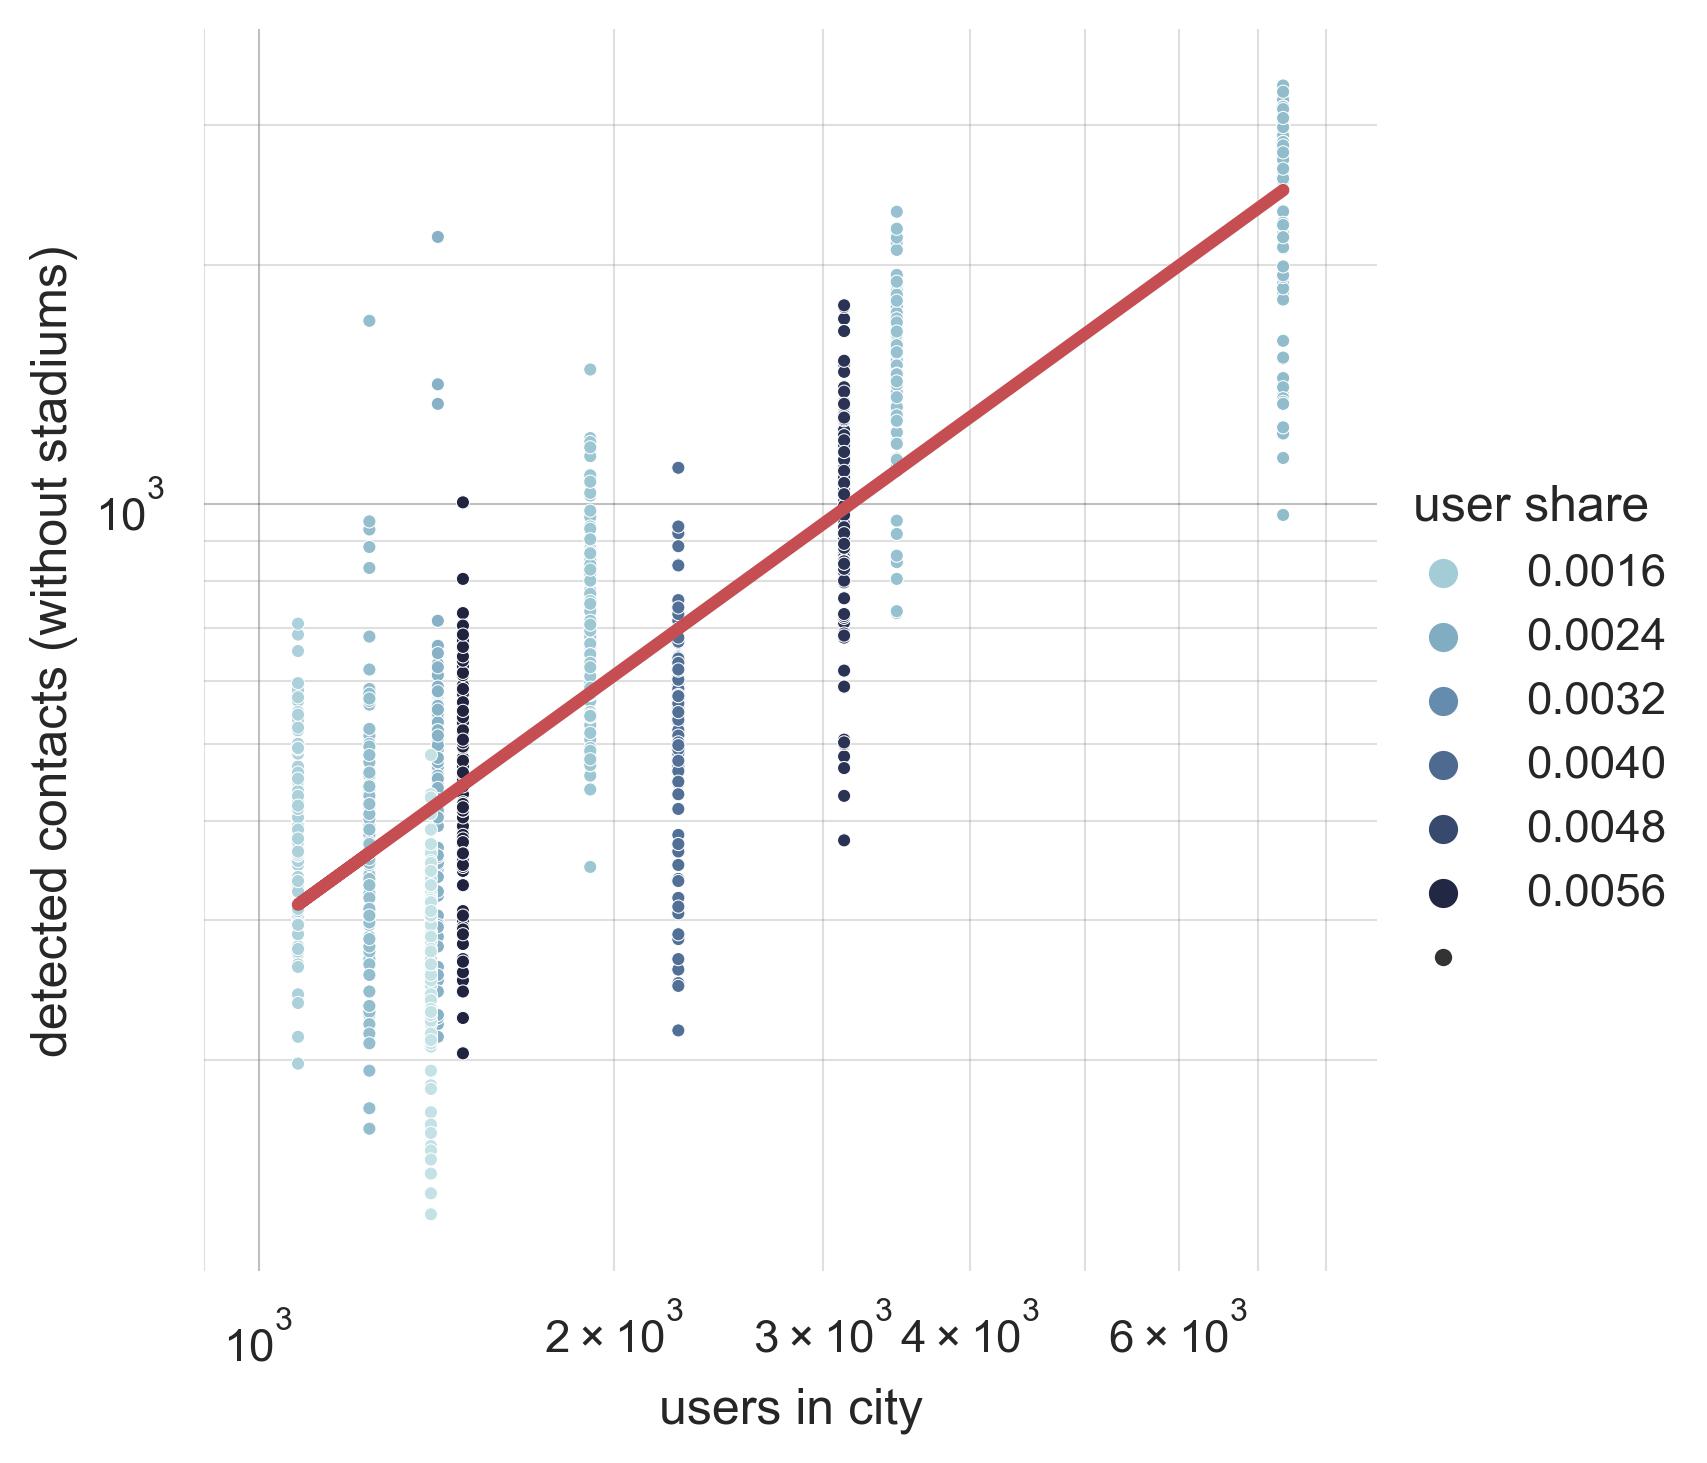 detected contacts (without stadiums)
10³
10³
2 × 10³
3 × 10³
4 × 10³
6 × 10³
users in city
user share
0.0016
0.0024
0.0032
0.0040
0.0048
0.0056